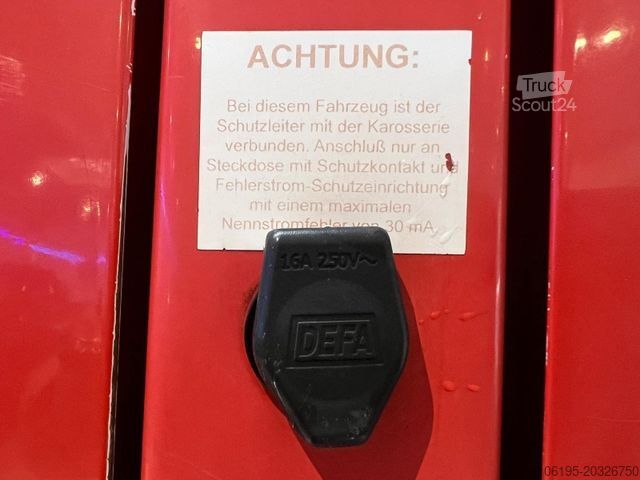 ACHTUNG:
Bei diesem Fahrzeug ist der
Schutzleiter mit der Karosserie
verbunden. Anschluß nur an
Steckdose mit Schutzkontakt und
Fehlerstrom-Schutzeinrichtung
mit einem maximalen
Nennstromfehler von 30 mA.
16A 250V~
DEFA
Truck
Scout24
06195-20326750